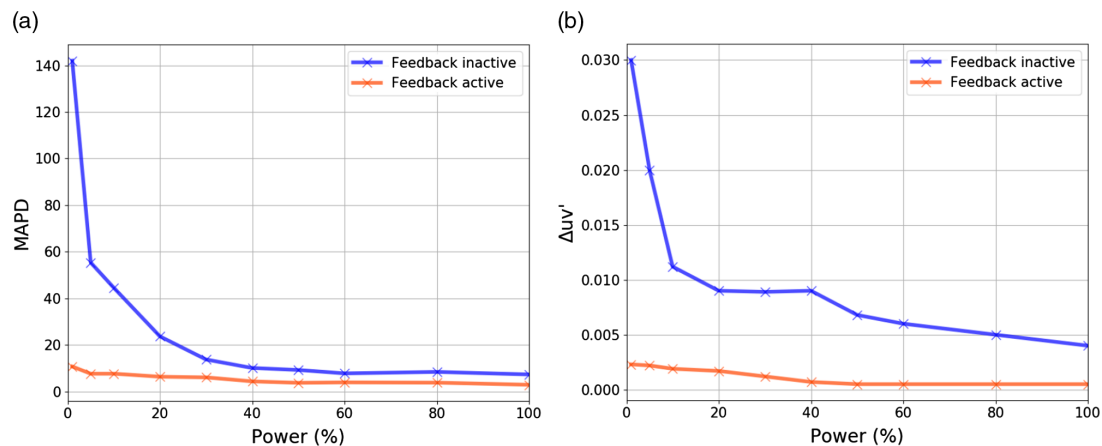 (a)
MAPD
140
120
100
80
60
40
20
0
0 20 40 60 80 100
Power (%)
Feedback inactive
Feedback active
(b)
Δuv'
0.030
0.025
0.020
0.015
0.010
0.005
0.000
0 20 40 60 80 100
Power (%)
Feedback inactive
Feedback active